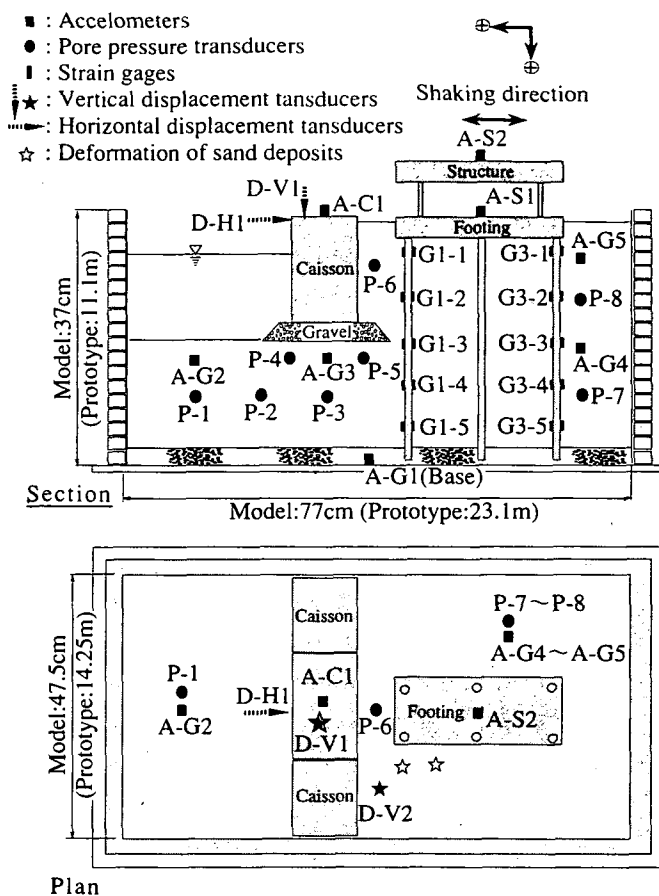 ■ : Accelometers
● : Pore pressure transducers
▮ : Strain gages
★ : Vertical displacement tansducers
: Horizontal displacement tansducers
☆ : Deformation of sand deposits
Shaking direction
A-S2
Structure
D-V1
A-C1
A-S1
D-H1
Footing
A-G5
G1-1
G3-1
Caisson
P-6
G1-2
G3-2
P-8
Gravel
G1-3
G3-3
P-4
P-5
A-G2
A-G3
A-G4
G1-4
G3-4
P-1
P-2
P-3
P-7
G1-5
G3-5
Model:37cm
(Prototype:11.1m)
A-G1(Base)
Section
Model:77cm (Prototype:23.1m)
Caisson
P-7~P-8
A-G4~A-G5
P-1
A-C1
D-H1
A-G2
P-6
Footing
A-S2
D-V1
Caisson
D-V2
Model:47.5cm
(Prototype:14.25m)
Plan